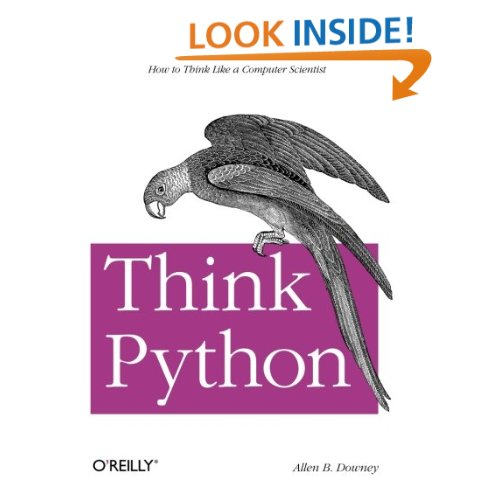 LOOK INSIDE!
How to Think Like a Computer Scientist
Think
Python
O'REILLY®
Allen B. Downey